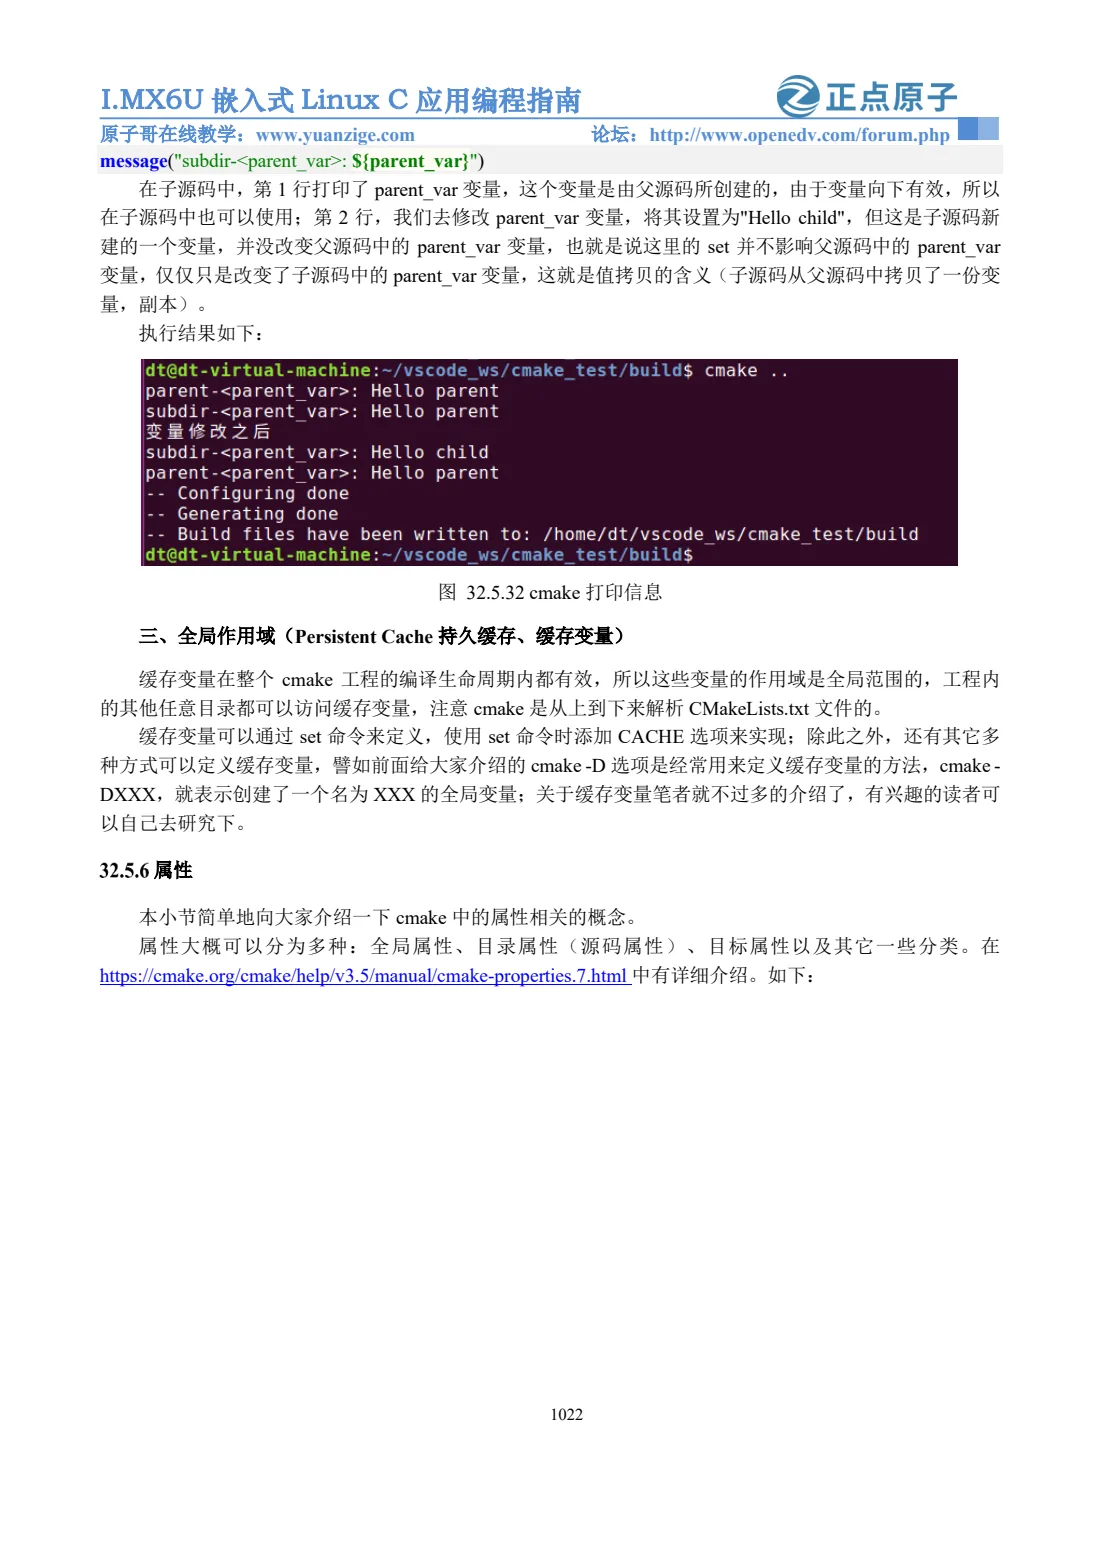 I.MX6U 嵌入式 Linux C 应用编程指南
正点原子
原子哥在线教学：www.yuanzige.com 论坛：http://www.openedv.com/forum.php
message("subdir-<parent_var>: ${parent_var}")
在子源码中，第 1 行打印了 parent_var 变量，这个变量是由父源码所创建的，由于变量向下有效，所以
在子源码中也可以使用；第 2 行，我们去修改 parent_var 变量，将其设置为"Hello child"，但这是子源码新
建的一个变量，并没改变父源码中的 parent_var 变量，也就是说这里的 set 并不影响父源码中的 parent_var
变量，仅仅只是改变了子源码中的 parent_var 变量，这就是值拷贝的含义（子源码从父源码中拷贝了一份变
量，副本）。
执行结果如下：
dt@dt-virtual-machine:~/vscode_ws/cmake_test/build$ cmake ..
parent-<parent_var>: Hello parent
subdir-<parent_var>: Hello parent
变量修改之后
subdir-<parent_var>: Hello child
parent-<parent_var>: Hello parent
-- Configuring done
-- Generating done
-- Build files have been written to: /home/dt/vscode_ws/cmake_test/build
dt@dt-virtual-machine:~/vscode_ws/cmake_test/build$
图 32.5.32 cmake 打印信息
三、全局作用域（Persistent Cache 持久缓存、缓存变量）
缓存变量在整个 cmake 工程的编译生命周期内都有效，所以这些变量的作用域是全局范围的，工程内
的其他任意目录都可以访问缓存变量，注意 cmake 是从上到下来解析 CMakeLists.txt 文件的。
缓存变量可以通过 set 命令来定义，使用 set 命令时添加 CACHE 选项来实现；除此之外，还有其它多
种方式可以定义缓存变量，譬如前面给大家介绍的 cmake -D 选项是经常用来定义缓存变量的方法，cmake -
DXXX，就表示创建了一个名为 XXX 的全局变量；关于缓存变量笔者就不过多的介绍了，有兴趣的读者可
以自己去研究下。
32.5.6 属性
本小节简单地向大家介绍一下 cmake 中的属性相关的概念。
属性大概可以分为多种：全局属性、目录属性（源码属性）、目标属性以及其它一些分类。在
https://cmake.org/cmake/help/v3.5/manual/cmake-properties.7.html 中有详细介绍。如下：
1022